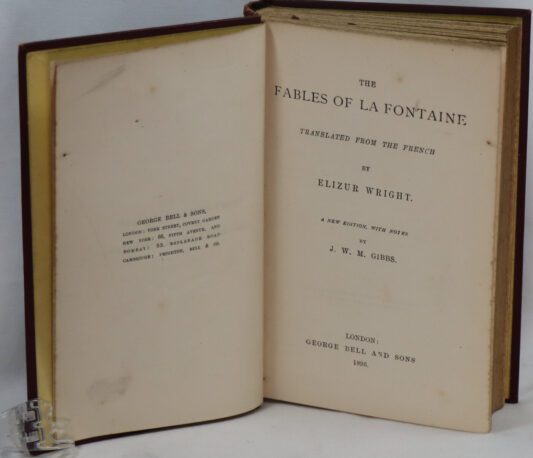 GEORGE BELL & SONS,
LONDON: YORK STREET, COVENT GARDEN
NEW YORK: 66, FIFTH AVENUE, AND
BOMBAY: 53, ESPLANADE ROAD
CAMBRIDGE: DEIGHTON, BELL & CO.
THE
FABLES OF LA FONTAINE
TRANSLATED FROM THE FRENCH
BY
ELIZUR WRIGHT.
A NEW EDITION, WITH NOTES
BY
J. W. M. GIBBS.
LONDON:
GEORGE BELL AND SONS